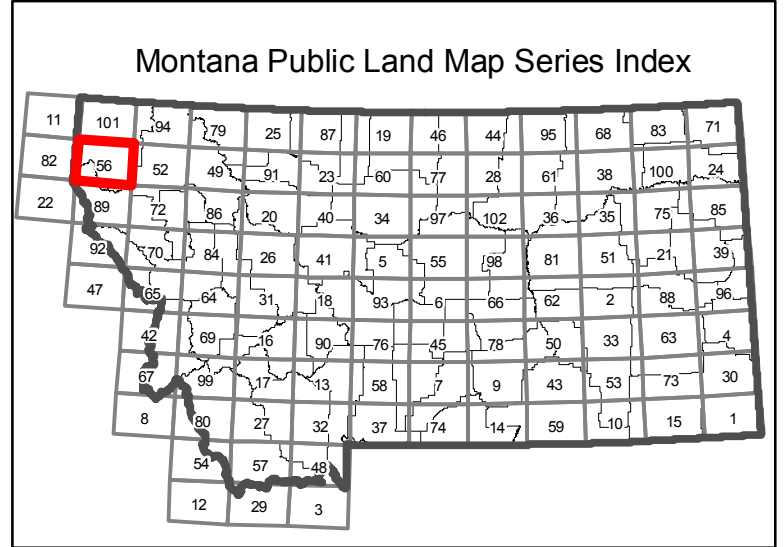 Montana Public Land Map Series Index
11 101 94 79 25 87 19 46 44 95 68 83 71
82 56 52 49 91 23 60 77 28 61 38 100 24
22 89 72 86 20 40 34 97 102 36 35 75 85
92 70 84 26 41 5 55 98 81 51 21 39
47 65 64 31 18 93 6 66 62 2 88 96
42 69 16 90 76 45 78 50 33 63 4
67 99 17 13 58 7 9 43 53 73 30
8 80 27 32 37 74 14 59 10 15 1
54 57 48
12 29 3